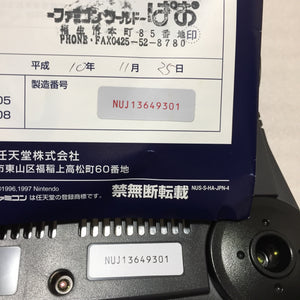 ファミコンワールド ぱお
福生市本町85番地
PHONE・FAX0425-52-8780
平成 10年 11月 25日
製造番号
NUJ13649301
05
08
任天堂株式会社
市東山区福稲上高松町60番地
1996,1997 Nintendo
ファミコンは任天堂の登録商標です。
禁無断転載
NUS-S-HA-JPN-4
NUJ13649301